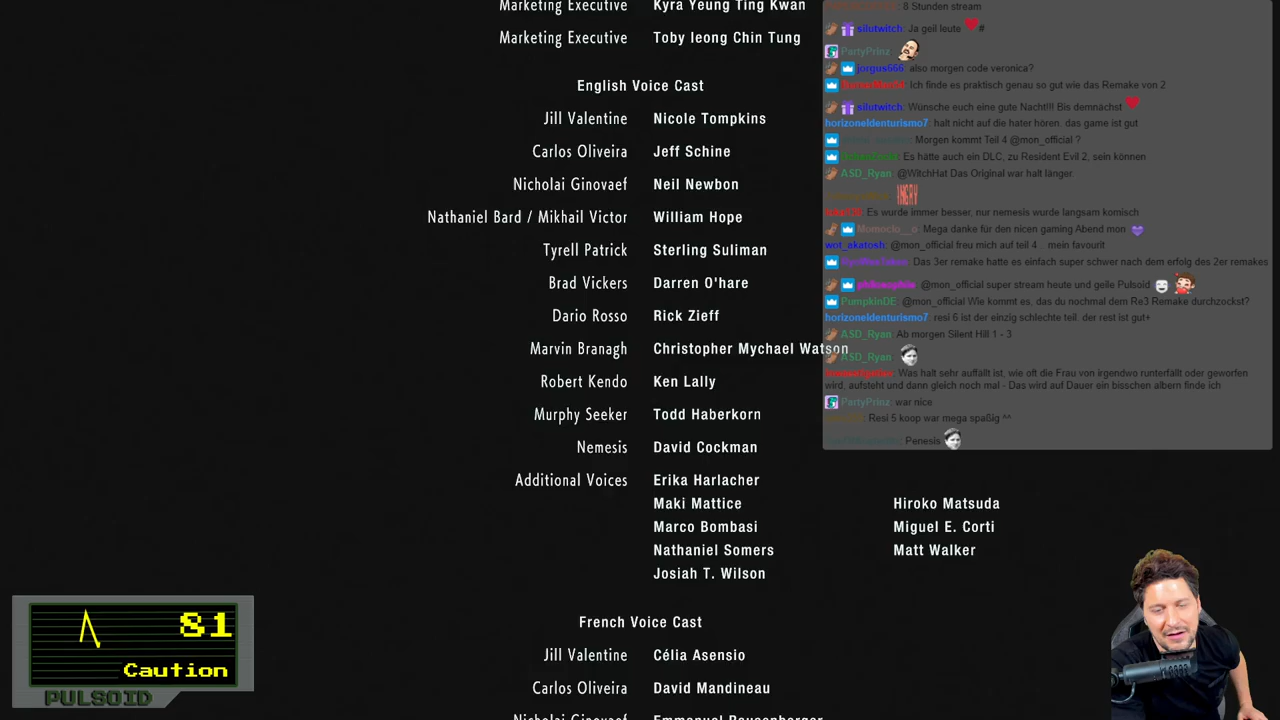 Marketing Executive Kyra Yeung Ting Kwan
Marketing Executive Toby Ieong Chin Tung
English Voice Cast
Jill Valentine Nicole Tompkins
Carlos Oliveira Jeff Schine
Nicholai Ginovaef Neil Newbon
Nathaniel Bard / Mikhail Victor William Hope
Tyrell Patrick Sterling Suliman
Brad Vickers Darren O'hare
Dario Rosso Rick Zieff
Marvin Branagh Christopher Mychael Watson
Robert Kendo Ken Lally
Murphy Seeker Todd Haberkorn
Nemesis David Cockman
Additional Voices Erika Harlacher
Maki Mattice Hiroko Matsuda
Marco Bombasi Miguel E. Corti
Nathaniel Somers Matt Walker
Josiah T. Wilson
French Voice Cast
Jill Valentine Célia Asensio
Carlos Oliveira David Mandineau
Nicholai Ginovaef
8 Stunden stream
silutwitch: Ja geil leute #
PartyPrinz
jorgus666: also morgen code veronica?
Ich finde es praktisch genau so gut wie das Remake von 2
silutwitch: Wünsche euch eine gute Nacht!!! Bis demnächst
horizoneldenturismo7: halt nicht auf die hater hören. das game ist gut
Morgen kommt Teil 4 @mon_official ?
Es hätte auch ein DLC, zu Resident Evil 2, sein können
ASD_Ryan: @WitchHat Das Original war halt länger.
ANGRY
Es wurde immer besser, nur nemesis wurde langsam komisch
Momocio__o: Mega danke für den nicen gaming Abend mon
wot_akatosh: @mon_official freu mich auf teil 4 .. mein favourit
Das 3er remake hatte es einfach super schwer nach dem erfolg des 2er remakes
@mon_official super stream heute und geile Pulsoid
PumpkinDE: @mon_official Wie kommt es, das du nochmal dem Re3 Remake durchzockst?
horizoneldenturismo7: resi 6 ist der einzig schlechte teil. der rest ist gut+
ASD_Ryan: Ab morgen Silent Hill 1 - 3
ASD_Ryan:
Was halt sehr auffällt ist, wie oft die Frau von irgendwo runterfällt oder geworfen
wird, aufsteht und dann gleich noch mal - Das wird auf Dauer ein bisschen albern finde ich
PartyPrinz: war nice
Resi 5 koop war mega spaßig ^^
Penesis
81
Caution
PULSOID